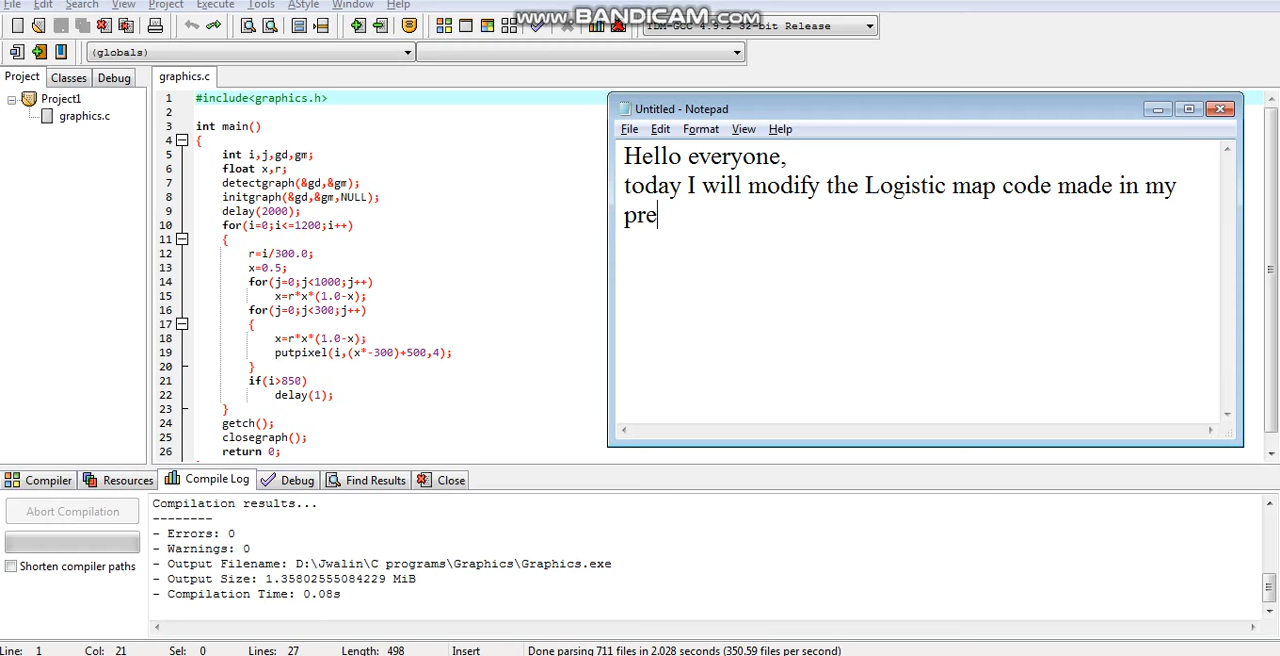 File Edit Search View Project Execute Tools AStyle Window Help
www.BANDICAM.com
TDM-GCC 4.9.2 32-bit Release
(globals)
Project Classes Debug
graphics.c
Project1
graphics.c
1 #include<graphics.h>
2
3 int main()
4 {
5 int i,j,gd,gm;
6 float x,r;
7 detectgraph(&gd,&gm);
8 initgraph(&gd,&gm,NULL);
9 delay(2000);
10 for(i=0;i<=1200;i++)
11 {
12 r=i/300.0;
13 x=0.5;
14 for(j=0;j<1000;j++)
15 x=r*x*(1.0-x);
16 for(j=0;j<300;j++)
17 {
18 x=r*x*(1.0-x);
19 putpixel(i,(x*-300)+500,4);
20 }
21 if(i>850)
22 delay(1);
23 }
24 getch();
25 closegraph();
26 return 0;
Untitled - Notepad
File Edit Format View Help
Hello everyone,
today I will modify the Logistic map code made in my
pre
Compiler Resources Compile Log Debug Find Results Close
Abort Compilation
Shorten compiler paths
Compilation results...
--------
- Errors: 0
- Warnings: 0
- Output Filename: D:\Jwalin\C programs\Graphics\Graphics.exe
- Output Size: 1.35802555084229 MiB
- Compilation Time: 0.08s
Line: 1 Col: 21 Sel: 0 Lines: 27 Length: 498 Insert Done parsing 711 files in 2.028 seconds (350.59 files per second)